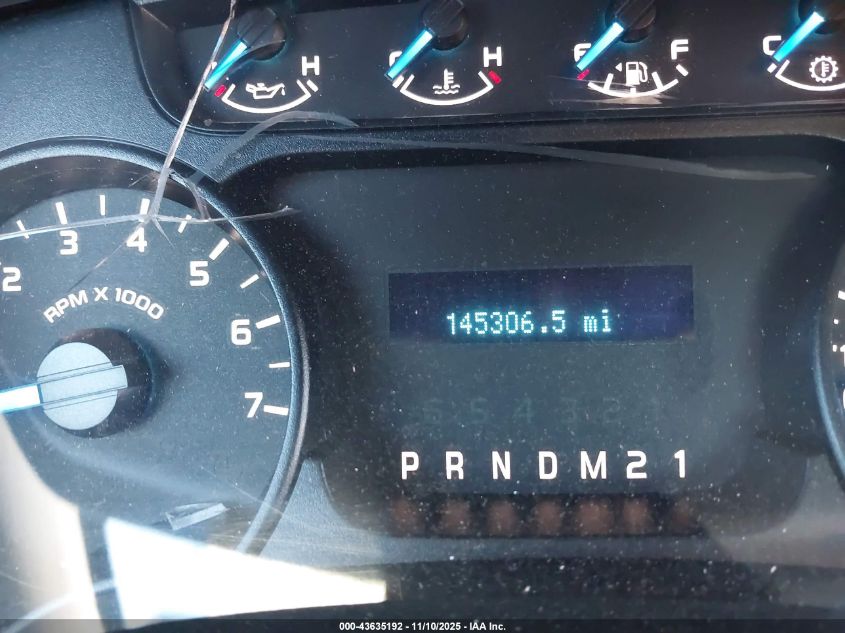 H
C H
E F
C
2 3 4 5 6 7
RPM X 1000
145306.5 mi
P R N D M 2 1
000-43635192 - 11/10/2025 - IAA Inc.